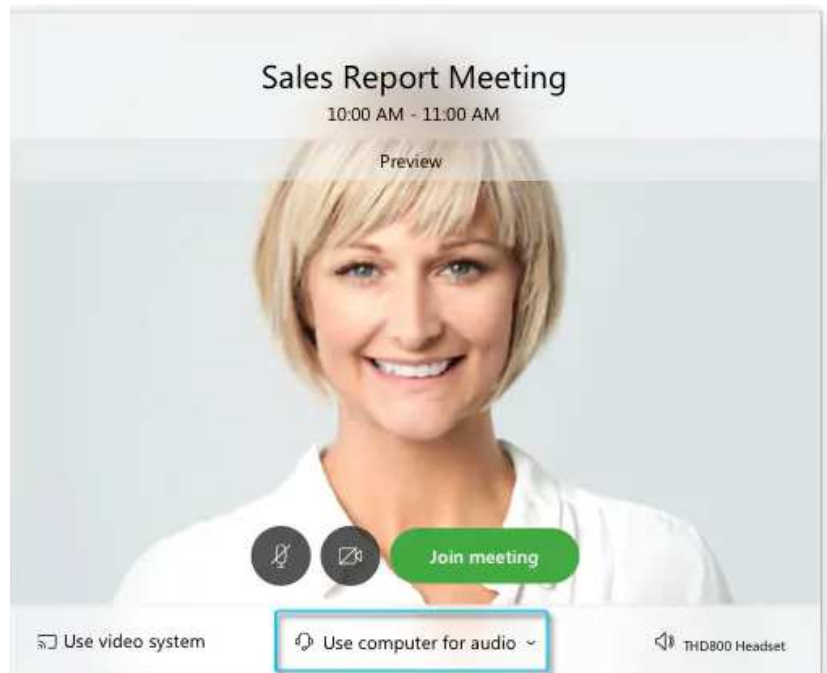 Sales Report Meeting
10:00 AM - 11:00 AM
Preview
Join meeting
Use video system
Use computer for audio
THD800 Headset